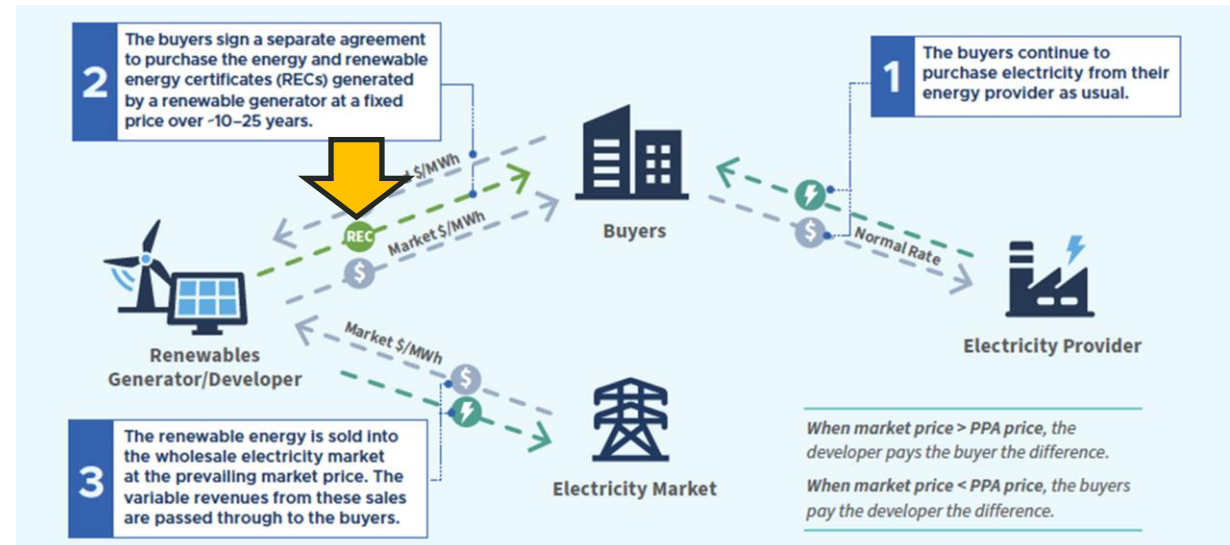 2
The buyers sign a separate agreement
to purchase the energy and renewable
energy certificates (RECs) generated
by a renewable generator at a fixed
price over ~10–25 years.
1
The buyers continue to
purchase electricity from their
energy provider as usual.
$/MWh
REC
Market $/MWh
$
Buyers
$
Normal Rate
Renewables
Generator/Developer
Market $/MWh
$
Electricity Provider
3
The renewable energy is sold into
the wholesale electricity market
at the prevailing market price. The
variable revenues from these sales
are passed through to the buyers.
Electricity Market
When market price > PPA price, the
developer pays the buyer the difference.
When market price < PPA price, the buyers
pay the developer the difference.